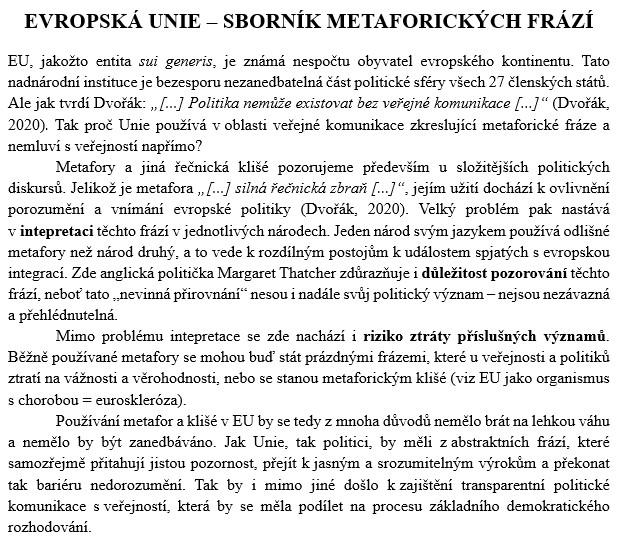 EVROPSKÁ UNIE – SBORNÍK METAFORICKÝCH FRÁZÍ
EU, jakožto entita sui generis, je známá nespočtu obyvatel evropského kontinentu. Tato
nadnárodní instituce je bezesporu nezanedbatelná část politické sféry všech 27 členských států.
Ale jak tvrdí Dvořák: „[...] Politika nemůže existovat bez veřejné komunikace [...]“ (Dvořák,
2020). Tak proč Unie používá v oblasti veřejné komunikace zkreslující metaforické fráze a
nemluví s veřejností napřímo?
Metafory a jiná řečnická klišé pozorujeme především u složitějších politických
diskursů. Jelikož je metafora „[...] silná řečnická zbraň [...]“, jejím užití dochází k ovlivnění
porozumění a vnímání evropské politiky (Dvořák, 2020). Velký problém pak nastává
v intepretaci těchto frází v jednotlivých národech. Jeden národ svým jazykem používá odlišné
metafory než národ druhý, a to vede k rozdílným postojům k událostem spjatých s evropskou
integrací. Zde anglická politička Margaret Thatcher zdůrazňuje i důležitost pozorování těchto
frází, neboť tato „nevinná přirovnání“ nesou i nadále svůj politický význam – nejsou nezávazná
a přehlédnutelná.
Mimo problému intepretace se zde nachází i riziko ztráty příslušných významů.
Běžně používané metafory se mohou buď stát prázdnými frázemi, které u veřejnosti a politiků
ztratí na vážnosti a věrohodnosti, nebo se stanou metaforickým klišé (viz EU jako organismus
s chorobou = euroskleróza).
Používání metafor a klišé v EU by se tedy z mnoha důvodů nemělo brát na lehkou váhu
a nemělo by být zanedbáváno. Jak Unie, tak politici, by měli z abstraktních frází, které
samozřejmě přitahují jistou pozornost, přejít k jasným a srozumitelným výrokům a překonat
tak bariéru nedorozumění. Tak by i mimo jiné došlo k zajištění transparentní politické
komunikace s veřejností, která by se měla podílet na procesu základního demokratického
rozhodování.